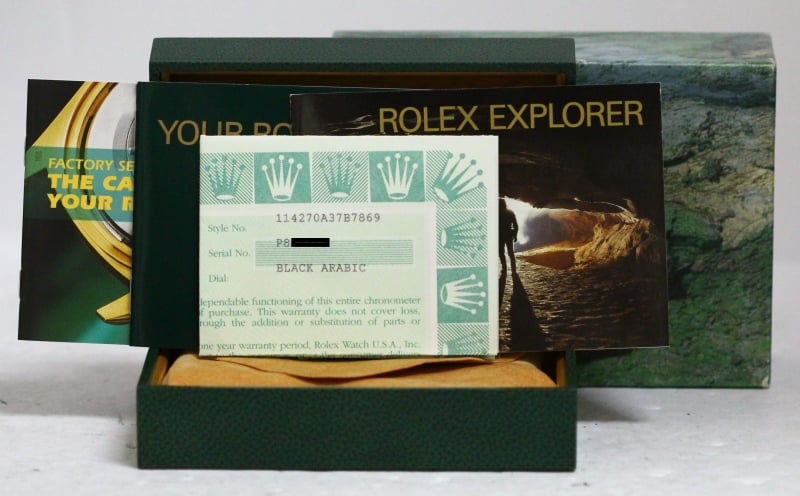 FACTORY SE
THE CA
YOUR R
YOUR RO
ROLEX EXPLORER
Style No. 114270A37B7869
Serial No. P8
Dial: BLACK ARABIC
dependable functioning of this entire chronometer
of purchase. This warranty does not cover loss,
rough the addition or substitution of parts or
one year warranty period, Rolex Watch U.S.A., Inc.